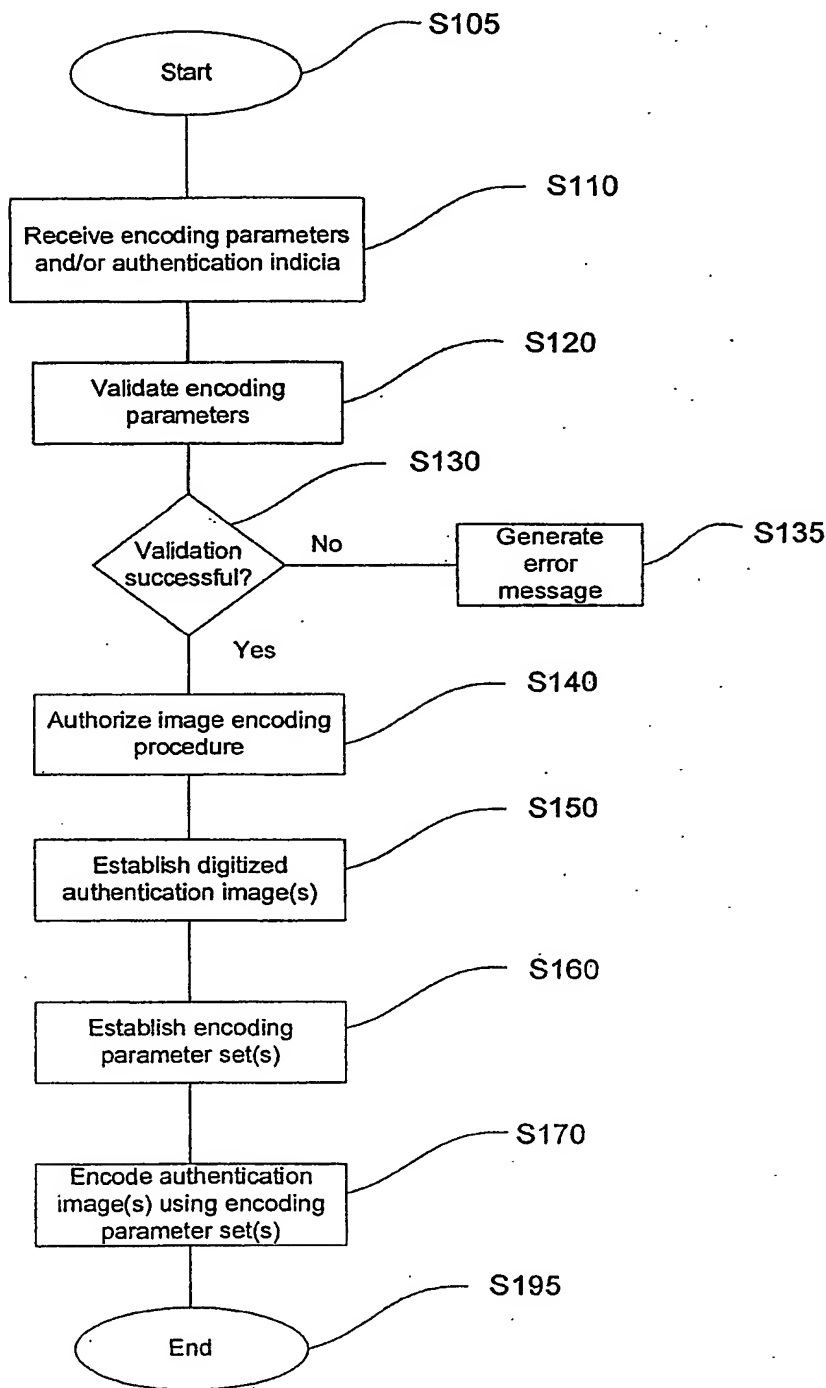 S105
Start
S110
Receive encoding parameters
and/or authentication indicia
S120
Validate encoding
parameters
S130
Validation
successful?
No
Generate
error
message
S135
Yes
S140
Authorize image encoding
procedure
S150
Establish digitized
authentication image(s)
S160
Establish encoding
parameter set(s)
S170
Encode authentication
image(s) using encoding
parameter set(s)
S195
End